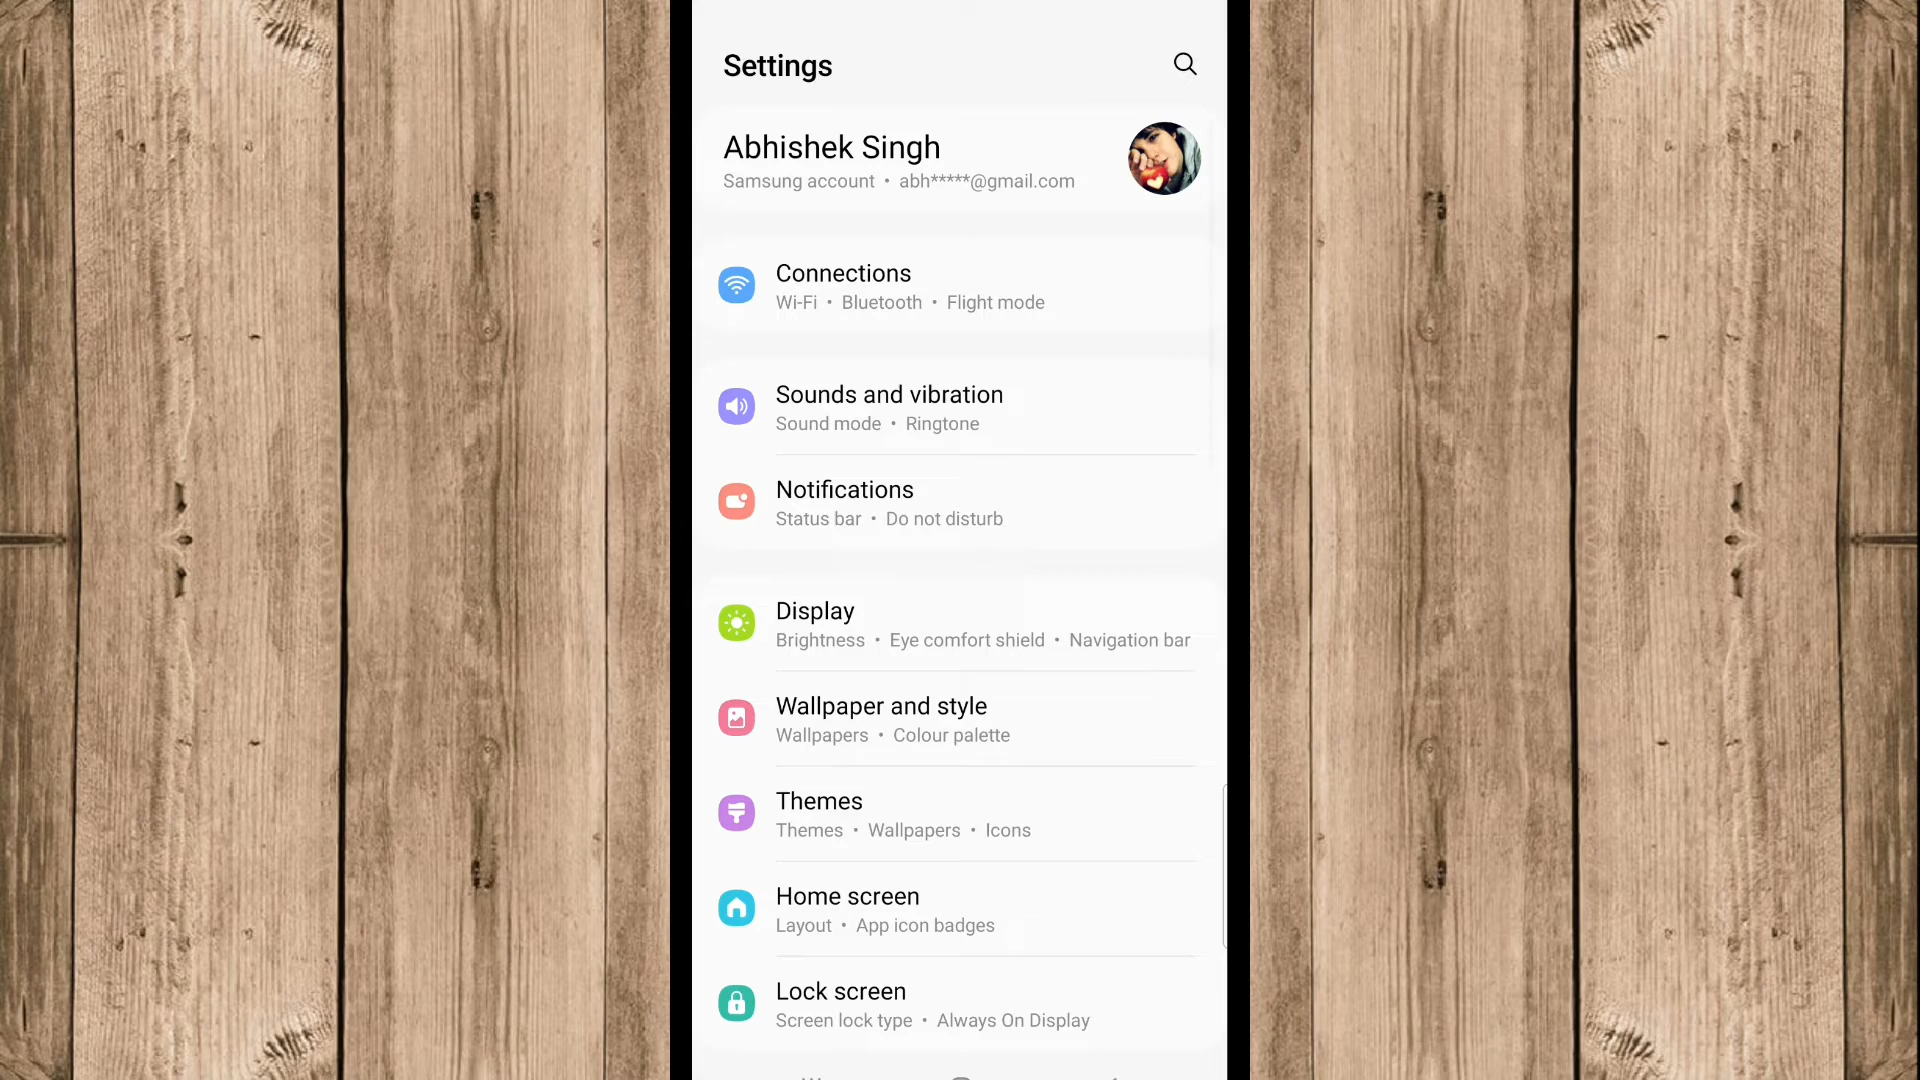 Settings
Abhishek Singh
Samsung account • abh*****@gmail.com
Connections
Wi-Fi • Bluetooth • Flight mode
Sounds and vibration
Sound mode • Ringtone
Notifications
Status bar • Do not disturb
Display
Brightness • Eye comfort shield • Navigation bar
Wallpaper and style
Wallpapers • Colour palette
Themes
Themes • Wallpapers • Icons
Home screen
Layout • App icon badges
Lock screen
Screen lock type • Always On Display